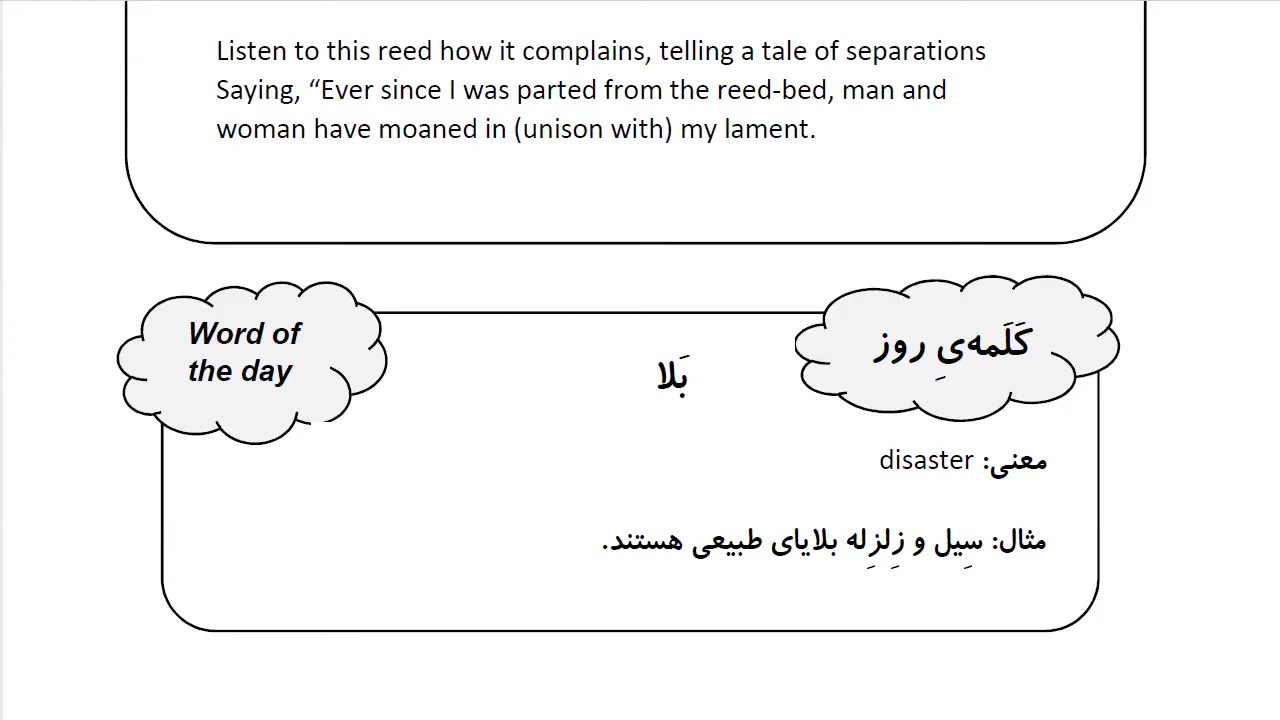 Listen to this reed how it complains, telling a tale of separations
Saying, “Ever since I was parted from the reed-bed, man and
woman have moaned in (unison with) my lament.
Word of
the day
کَلَمه‌یِ روز
بَلا
معنی: disaster
مثال: سِیل و زِلزِله بلایای طبیعی هستند.